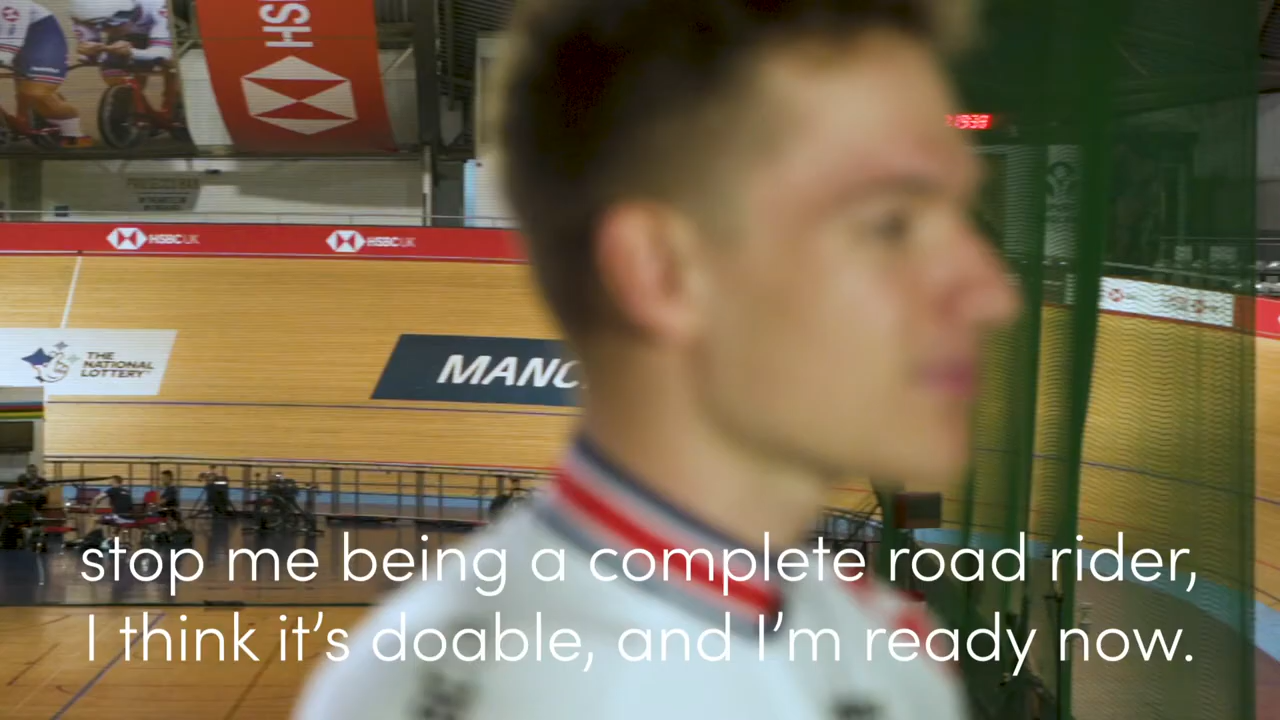 HS
HSBC UK
HSBC UK
THE
NATIONAL
LOTTERY
MANC
stop me being a complete road rider,
I think it’s doable, and I’m ready now.